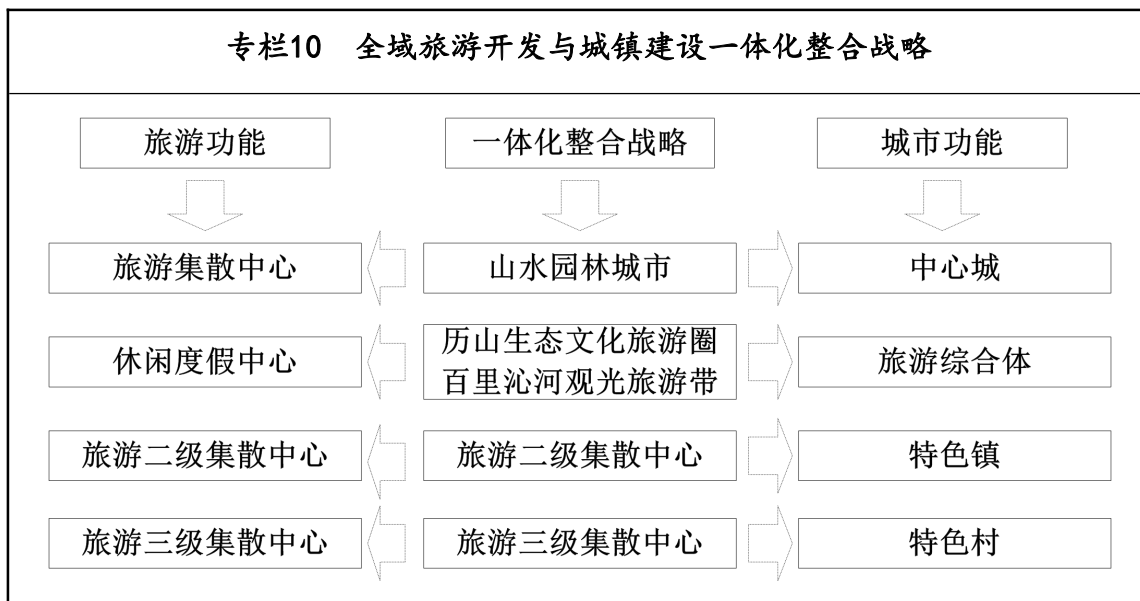 专栏10 全域旅游开发与城镇建设一体化整合战略
旅游功能
一体化整合战略
城市功能
旅游集散中心
山水园林城市
中心城
休闲度假中心
历山生态文化旅游圈
百里沁河观光旅游带
旅游综合体
旅游二级集散中心
旅游二级集散中心
特色镇
旅游三级集散中心
旅游三级集散中心
特色村